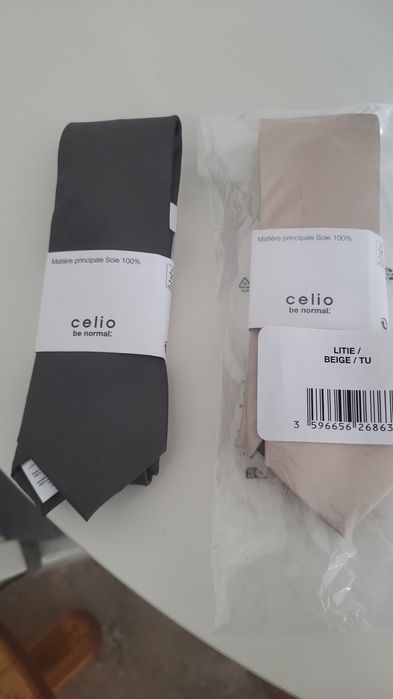 Matière principale Soie 100%
celio
be normal.
Matière principale Soie 100%
celio
be normal.
LITIE /
BEIGE / TU
3 596656 26863